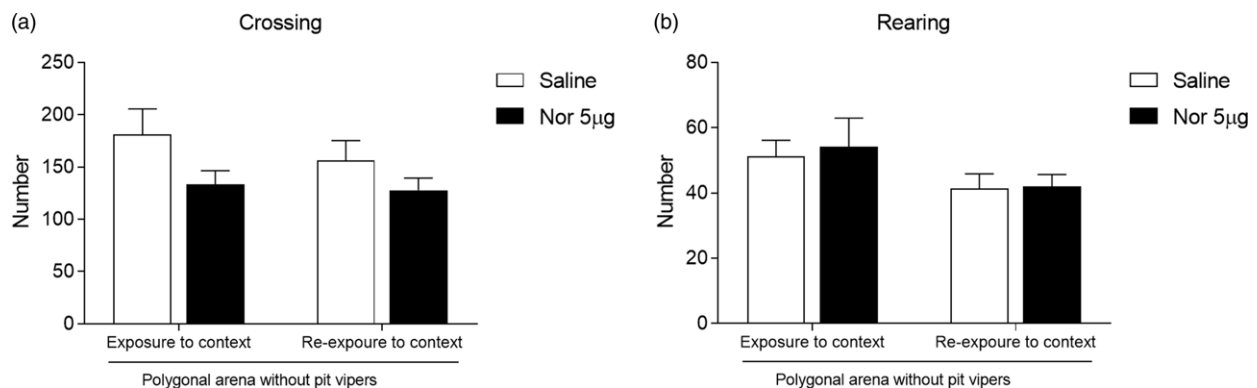 (a)
Crossing
250
200
150
100
50
0
Number
Saline
Nor 5μg
Exposure to context
Re-expoure to context
Polygonal arena without pit vipers
(b)
Rearing
80
60
40
20
0
Number
Saline
Nor 5μg
Exposure to context
Re-exposure to context
Polygonal arena without pit vipers